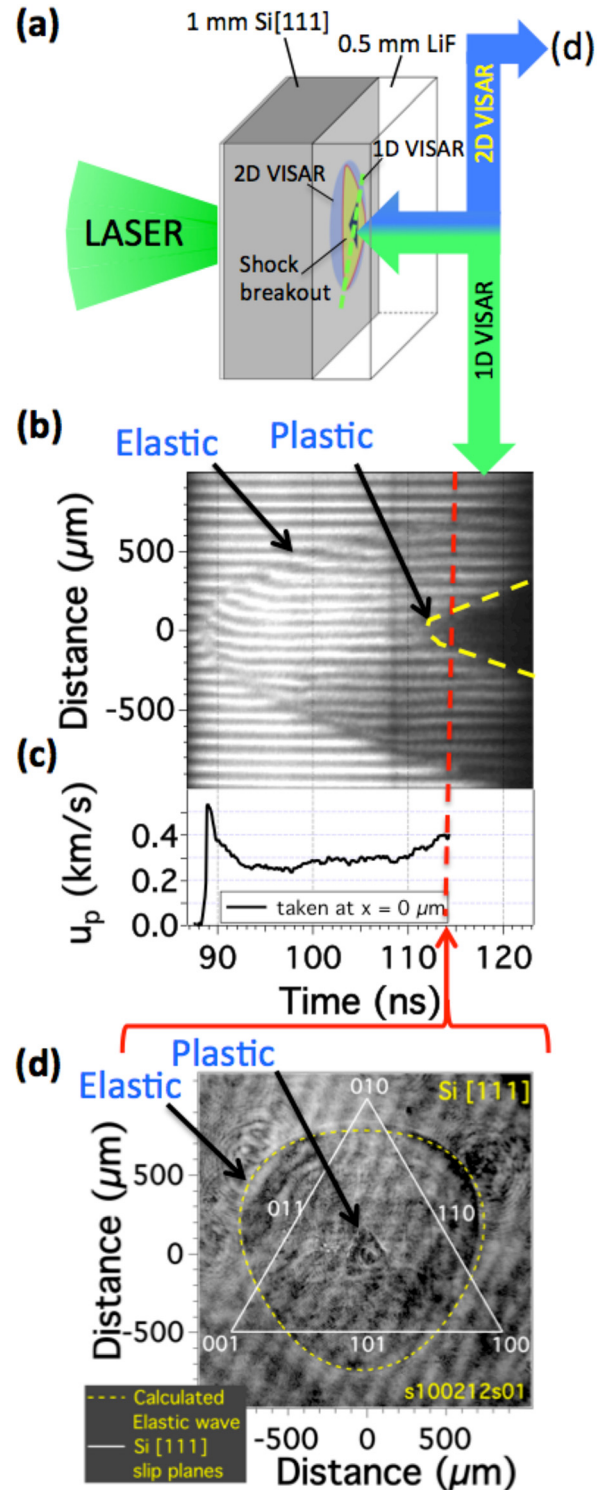 (a)
1 mm Si[111]
0.5 mm LiF
(d)
2D VISAR
1D VISAR
2D VISAR
LASER
Shock
breakout
1D VISAR
(b)
Elastic
Plastic
Distance (µm)
500
0
-500
(c)
u_p (km/s)
0.4
0.2
0.0
taken at x = 0 µm
90
100
110
120
Time (ns)
(d)
Plastic
Elastic
010
Si [111]
Distance (µm)
500
0
-500
011
110
001
101
100
s100212s01
Calculated
Elastic wave
Si [111]
slip planes
-500
0
500
Distance (µm)